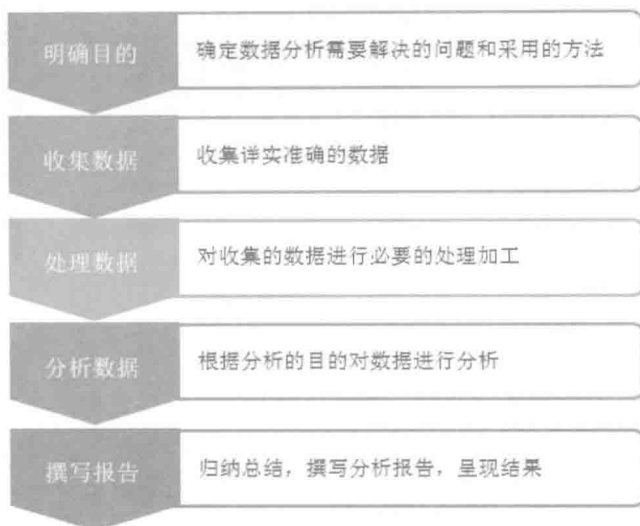 明确目的
确定数据分析需要解决的问题和采用的方法
收集数据
收集详实准确的数据
处理数据
对收集的数据进行必要的处理加工
分析数据
根据分析的目的对数据进行分析
撰写报告
归纳总结，撰写分析报告，呈现结果